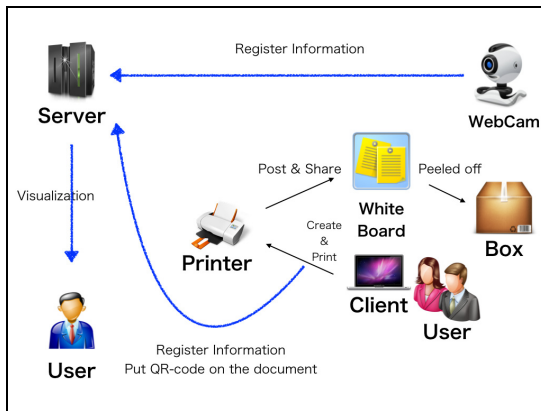 Register Information
Server
WebCam
Post & Share
Peeled off
Visualization
White
Board
Create
&
Print
Printer
Box
Client
User
User
Register Information
Put QR-code on the document